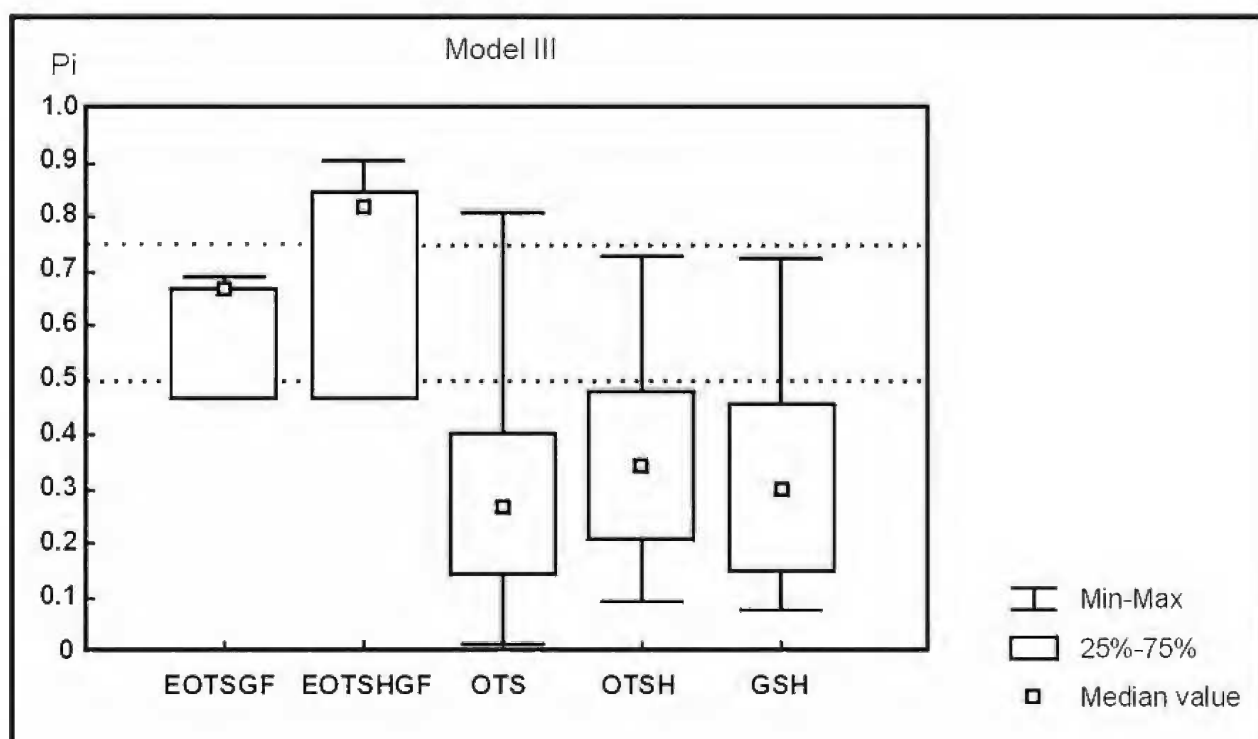 Model III
Pi
1.0
0.9
0.8
0.7
0.6
0.5
0.4
0.3
0.2
0.1
0
EOTSGF EOTSHGF OTS OTSH GSH
Min-Max
25%-75%
Median value